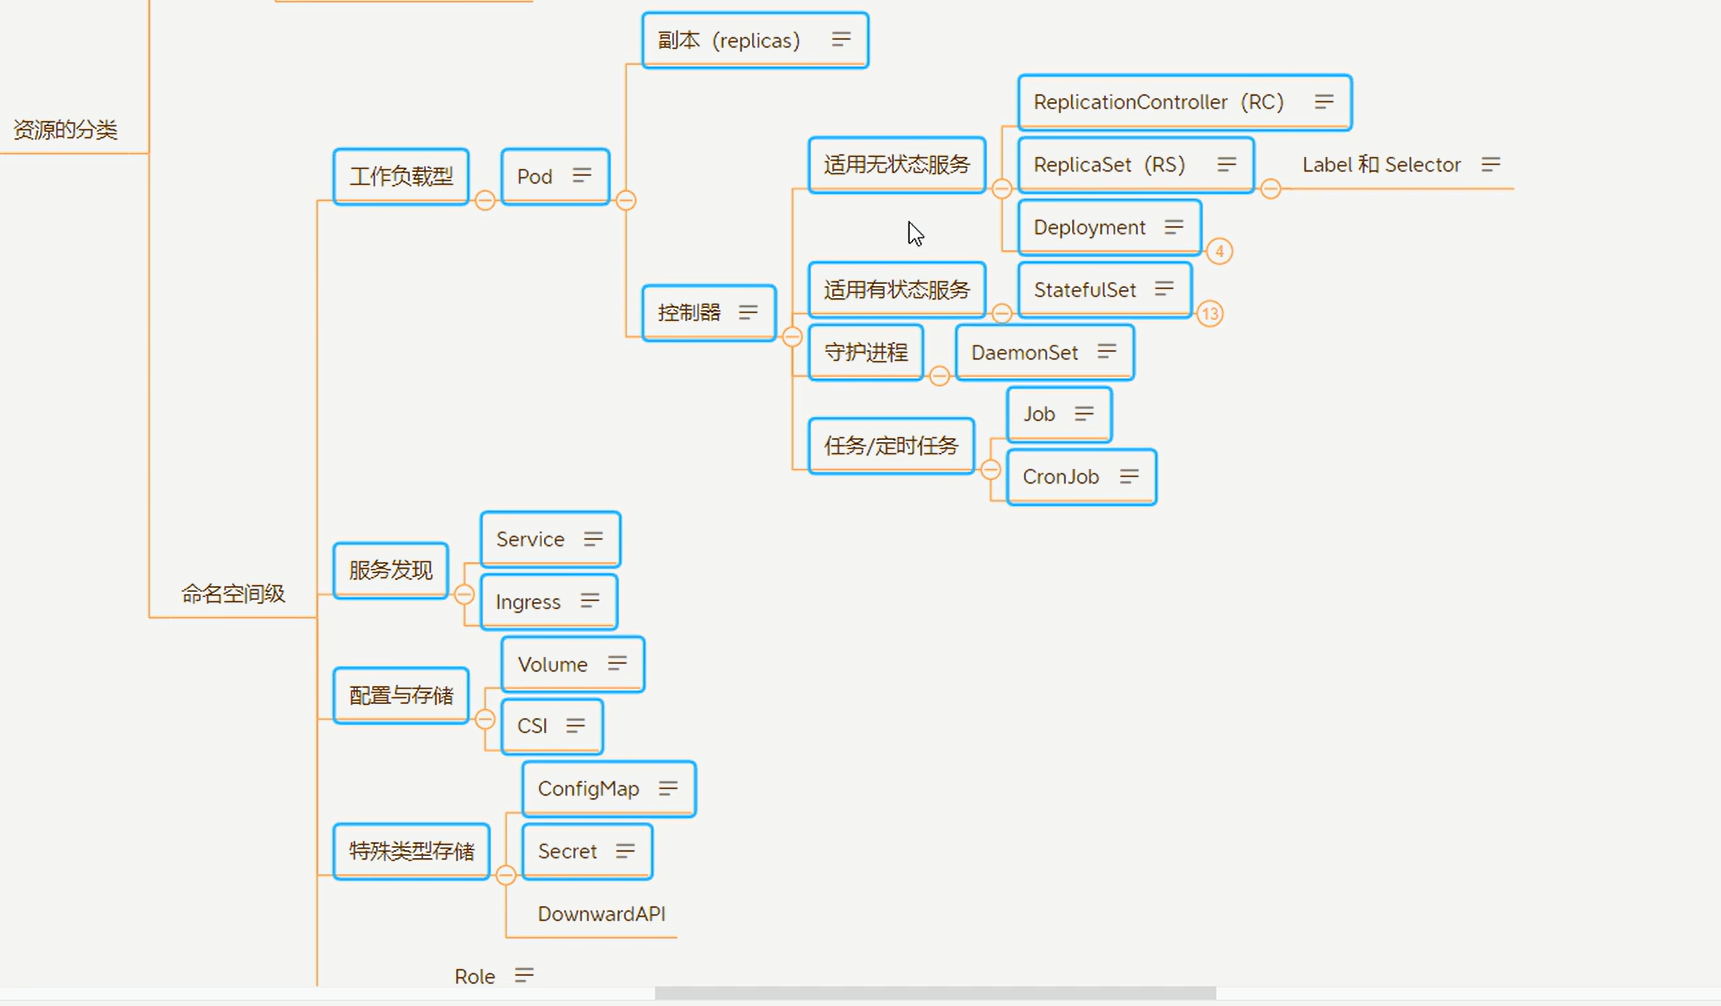 资源的分类
命名空间级
工作负载型
Pod
副本（replicas）
控制器
适用无状态服务
ReplicationController（RC）
ReplicaSet（RS）
Label 和 Selector
Deployment
4
适用有状态服务
StatefulSet
13
守护进程
DaemonSet
任务/定时任务
Job
CronJob
服务发现
Service
Ingress
配置与存储
Volume
CSI
特殊类型存储
ConfigMap
Secret
DownwardAPI
Role